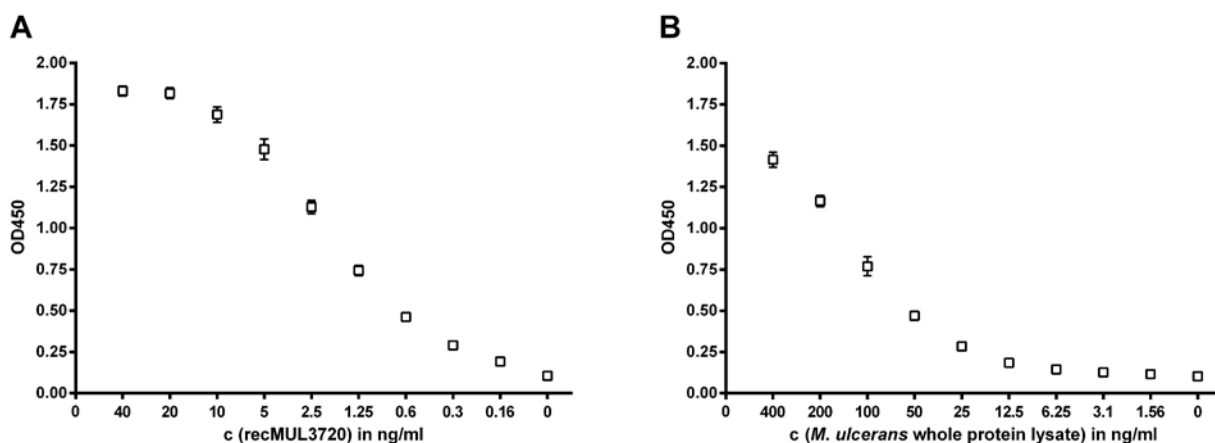 A
B
2.00
1.75
1.50
1.25
1.00
0.75
0.50
0.25
0.00
OD450
0 40 20 10 5 2.5 1.25 0.6 0.3 0.16 0
c (recMUL3720) in ng/ml
2.00
1.75
1.50
1.25
1.00
0.75
0.50
0.25
0.00
OD450
0 400 200 100 50 25 12.5 6.25 3.1 1.56 0
c (M. ulcerans whole protein lysate) in ng/ml